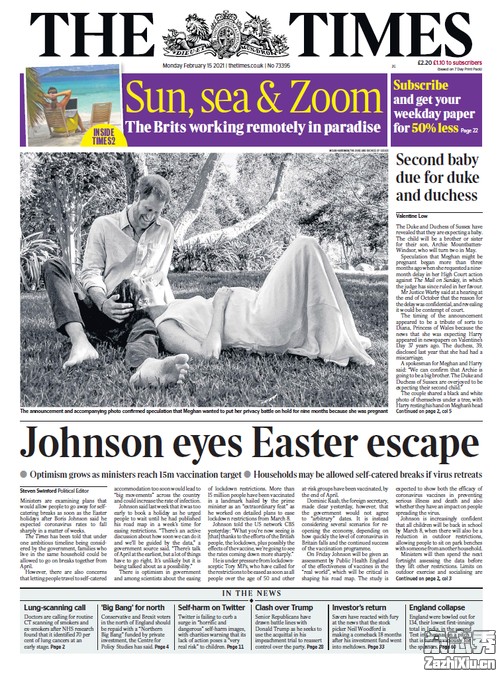 THE TIMES
Monday February 15 2021 | thetimes.co.uk | No 73396
£2.20 £1.10 to subscribers
(based on 7 Day Print Pack)
INSIDE
TIMES2
Sun, sea & Zoom
The Brits working remotely in paradise
Subscribe
and get your
weekday paper
for 50% less Page 22
Second baby
due for duke
and duchess
Valentine Low
The Duke and Duchess of Sussex have
revealed that they are expecting a baby.
The child will be a brother or sister
for their son, Archie Mountbatten-
Windsor, who will turn two in May.
Speculation that Meghan might be
pregnant began more than three
months ago when she requested a nine-
month delay in her High Court action
against The Mail on Sunday, in which
the judge has since ruled in her favour.
Mr Justice Warby said at a hearing at
the end of October that the reason for
the delay was confidential, and revealing
it would be contempt of court.
The timing of the announcement
appeared to be a tribute of sorts to
Diana, Princess of Wales because the
news that she was expecting Harry
appeared in newspapers on Valentine's
Day 37 years ago. The duchess, 39,
disclosed last year that she had had a
miscarriage.
A spokesman for Meghan and Harry
said: "We can confirm that Archie is
going to be a big brother. The Duke and
Duchess of Sussex are overjoyed to be
expecting their second child."
The couple shared a black and white
photo of themselves under a tree, with
Harry resting his hand on Meghan's head
Continued on page 2, col 5
The announcement and accompanying photo confirmed speculation that Meghan wanted to put her privacy battle on hold for nine months because she was pregnant
Johnson eyes Easter escape
● Optimism grows as ministers reach 15m vaccination target ● Households may be allowed self-catered breaks if virus retreats
Steven Swinford Political Editor
Ministers are examining plans that
would allow people to go away for self-
catering breaks as soon as the Easter
holidays after Boris Johnson said he
expected coronavirus rates to fall
sharply in a matter of weeks.
The Times has been told that under
one ambitious timeline being consid-
ered by the government, families who
live in the same household could be
allowed to go on breaks together from
April.
However, there are also concerns
that letting people travel to self-catered
accommodation too soon would lead to
"big movements" across the country
and could increase the rate of infection.
Johnson said last week that it was too
early to book a holiday as he urged
people to wait until he had published
his road map in a week's time for
easing restrictions. "There's an active
discussion about how soon we can do it
and we'll be guided by the data," a
government source said. "There's talk
of April at the earliest, but a lot of things
have to go right. It's unlikely but it is
being talked about as a possibility."
There is optimism in government
and among scientists about the easing
of lockdown restrictions. More than
15 million people have been vaccinated
in a landmark hailed by the prime
minister as an "extraordinary feat" as
he worked on detailed plans to ease
lockdown restrictions from March 8.
Johnson told the US network CBS
yesterday: "What you're now seeing is
[that] thanks to the efforts of the British
people, the lockdown, plus possibly the
effects of the vaccine, we're going to see
the rates coming down more sharply."
He is under pressure from lockdown-
sceptic Tory MPs, who have called for
the restrictions to be lifted as soon as all
people over the age of 50 and other
at risk groups have been vaccinated, by
the end of April.
Dominic Raab, the foreign secretary,
made clear yesterday, however, that
the government would not agree
to "arbitrary" dates. It is instead
considering several scenarios for re-
opening the economy, depending on
how quickly the level of coronavirus in
Britain falls and the continued success
of the vaccination programme.
On Friday Johnson will be given an
assessment by Public Health England
of the effectiveness of vaccines in the
"real world", which will be critical in
shaping his road map. The study is
expected to show both the efficacy of
coronavirus vaccines in preventing
serious illness and death and also
whether they have an impact on people
spreading the virus.
Johnson is increasingly confident
that all children will be back in school
by March 8, when there will also be a
reduction in outdoor restrictions,
allowing people to sit on park benches
with someone from another household.
Ministers will then spend the next
fortnight assessing the data before
they lift other restrictions. Limits on
outdoor exercise and socialising are
Continued on page 2, col 3
IN THE NEWS
Lung-scanning call
Doctors are calling for routine
CT scanning of smokers and
ex-smokers after NHS research
found that it identified 70 per
cent of lung cancers at an
early stage. Page 2
'Big Bang' for north
Conservative and Brexit voters
in the north of England should
be repaid with a "Northern
Big Bang" funded by private
investment, the Centre for
Policy Studies has said. Page 4
Self-harm on Twitter
Twitter is failing to curb a
surge in "horrific and
dangerous" self-harm images,
with charities warning that its
lack of action poses a "very
real risk" to children. Page 11
Clash over Trump
Senior Republicans have
drawn battle lines with
Donald Trump as he seeks to
use the acquittal in his
impeachment trial to reassert
control over the party. Page 28
Investor's return
Savers have reacted with fury
at the news that the stock
picker Neil Woodford is
making a comeback 18 months
after his investment fund went
into meltdown. Page 33
England collapse
England were bowled out for
134, their lowest first-innings
ZazhiXiu.cn